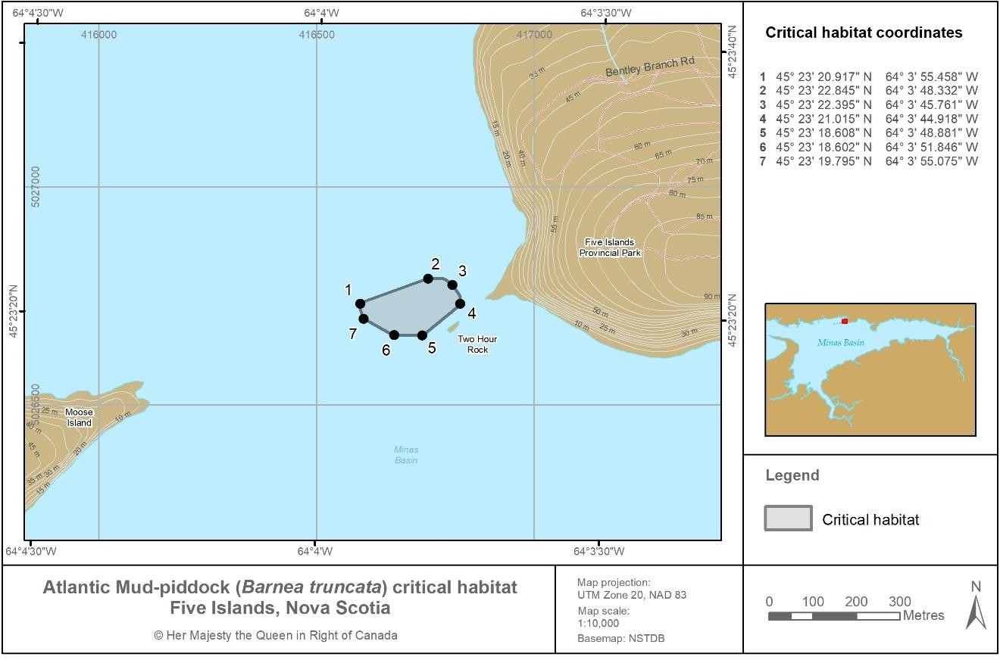 64°4'30"W 64°4'W 64°3'30"W
416000 416500 417000
45°23'40"N
Bentley Branch Rd
35 m
45 m
15 m
20 m
40 m
60 m
65 m
70 m
75 m
80 m
85 m
55 m
5027000
Five Islands
Provincial Park
90 m
50 m
25 m
10 m
30 m
45°23'20"N
45°23'20"N
1
2
3
4
5
6
7
Two Hour
Rock
5026500
Moose
Island
25 m
10 m
40 m
45 m
20 m
35 m
30 m
15 m
Minas
Basin
64°4'30"W 64°4'W 64°3'30"W
Critical habitat coordinates
1 45° 23' 20.917" N 64° 3' 55.458" W
2 45° 23' 22.845" N 64° 3' 48.332" W
3 45° 23' 22.395" N 64° 3' 45.761" W
4 45° 23' 21.015" N 64° 3' 44.918" W
5 45° 23' 18.608" N 64° 3' 48.881" W
6 45° 23' 18.602" N 64° 3' 51.846" W
7 45° 23' 19.795" N 64° 3' 55.075" W
Minas Basin
Legend
Critical habitat
Atlantic Mud-piddock (Barnea truncata) critical habitat
Five Islands, Nova Scotia
© Her Majesty the Queen in Right of Canada
Map projection:
UTM Zone 20, NAD 83
Map scale:
1:10,000
Basemap: NSTDB
0 100 200 300
Metres
N